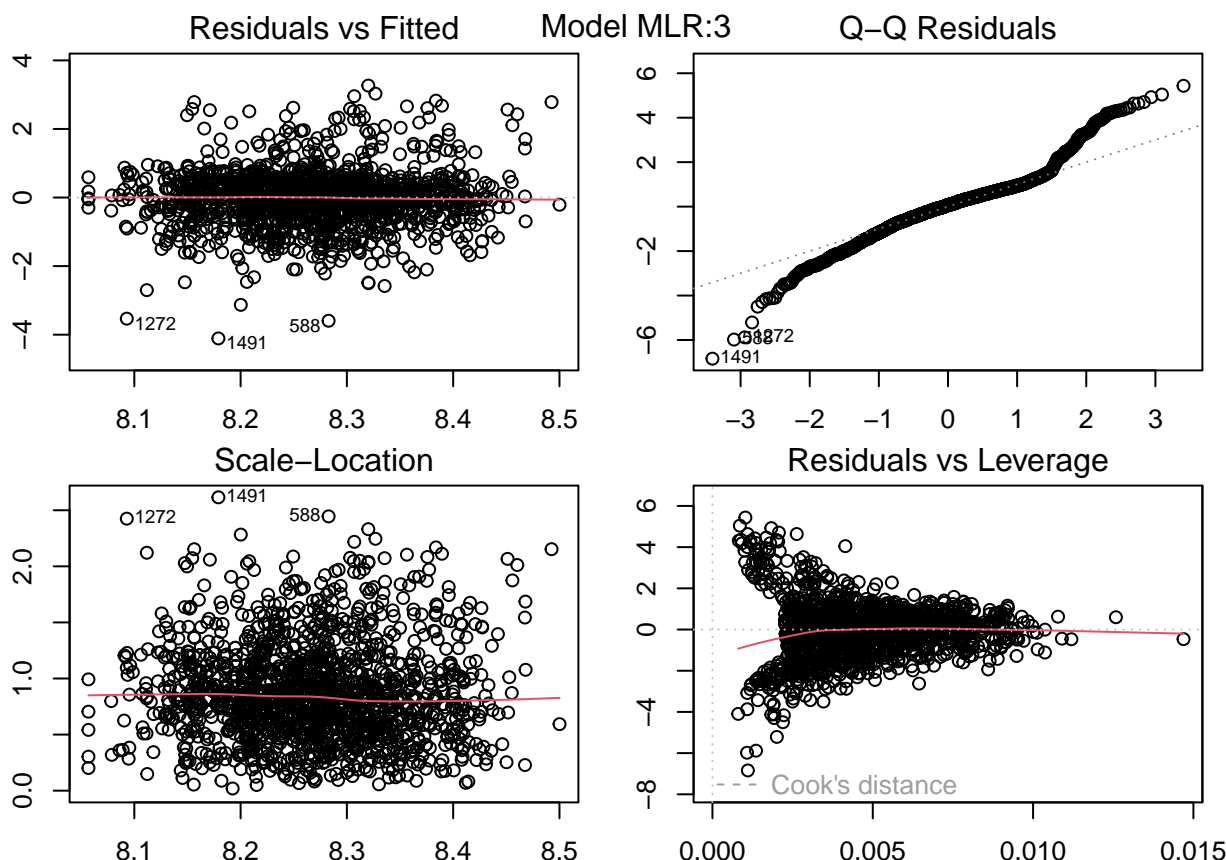 Model MLR:3
Residuals vs Fitted
4
2
0
−2
−4
1272
1491
588
8.1 8.2 8.3 8.4 8.5
Q−Q Residuals
6
4
2
−2
−6
1491
588
1272
−3 −2 −1 0 1 2 3
Scale−Location
2.0
1.0
0.0
1272
1491
588
8.1 8.2 8.3 8.4 8.5
Residuals vs Leverage
6
4
2
0
−4
−8
Cook's distance
0.000 0.005 0.010 0.015